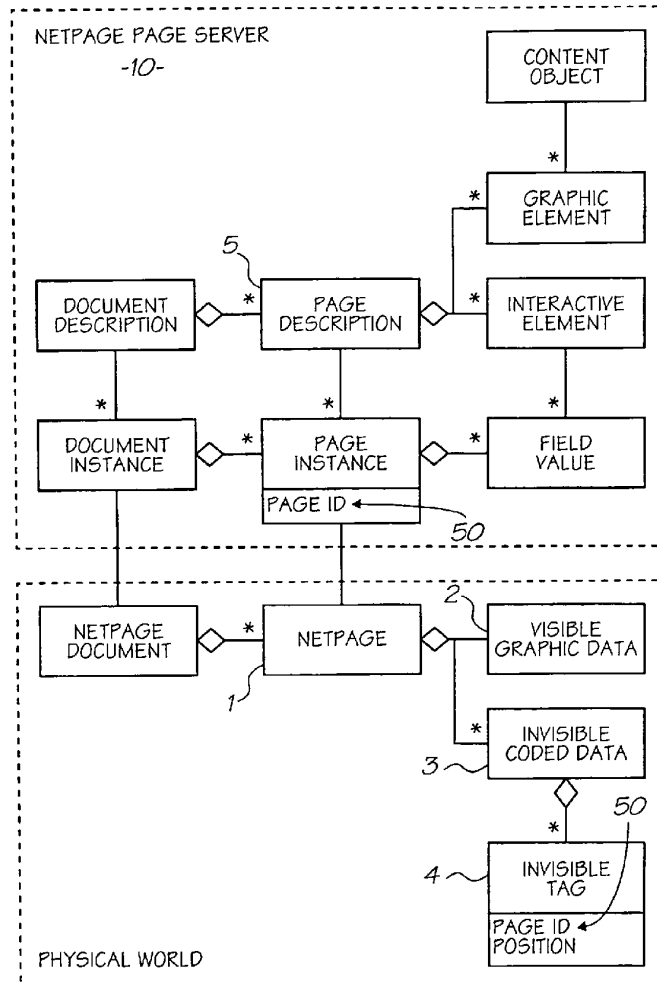 NETPAGE PAGE SERVER
-10-
CONTENT
OBJECT
*
*
GRAPHIC
ELEMENT
5
DOCUMENT
DESCRIPTION
*
PAGE
DESCRIPTION
*
INTERACTIVE
ELEMENT
*
*
*
DOCUMENT
INSTANCE
*
PAGE
INSTANCE
*
FIELD
VALUE
PAGE ID
50
NETPAGE
DOCUMENT
*
NETPAGE
1
2
VISIBLE
GRAPHIC DATA
*
INVISIBLE
CODED DATA
3
50
*
4
INVISIBLE
TAG
PAGE ID
POSITION
PHYSICAL WORLD